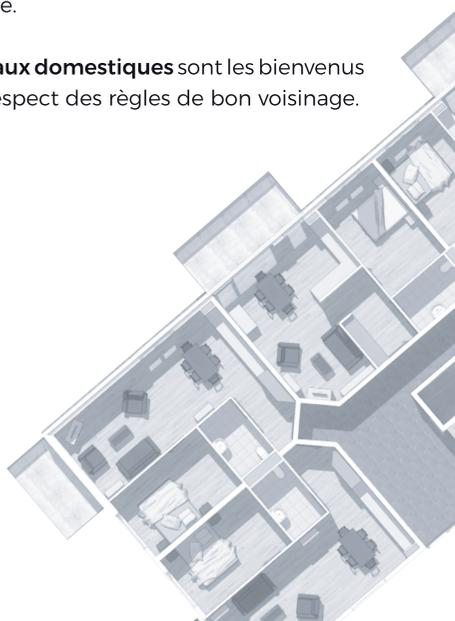 e.
aux domestiques sont les bienvenus
espect des règles de bon voisinage.